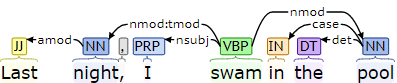 nmod:tmod nmod
case
JJ amod NN , PRP nsubj VBP IN DT det NN
Last night, I swam in the pool